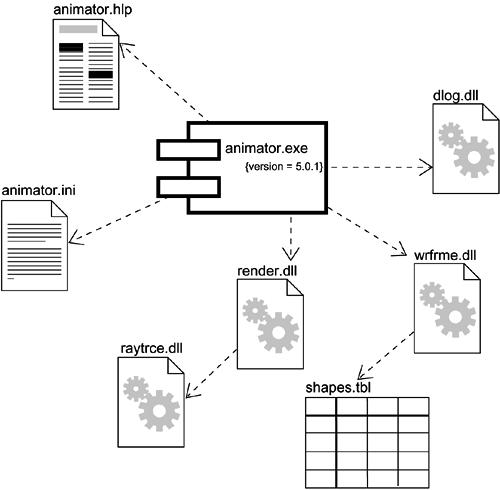 animator.hlp
dlog.dll
animator.exe
{version = 5.0.1}
animator.ini
wrfrme.dll
render.dll
raytrce.dll
shapes.tbl